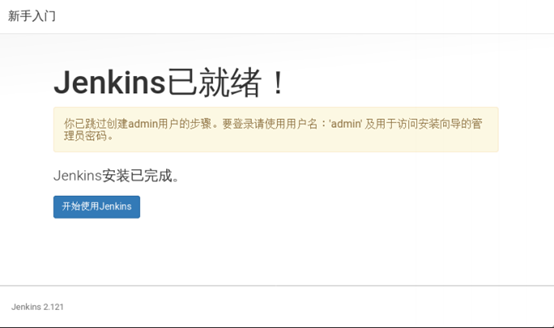 新手入门
Jenkins已就绪！
你已跳过创建admin用户的步骤。要登录请使用用户名：'admin' 及用于访问安装向导的管
理员密码。
Jenkins安装已完成。
开始使用Jenkins
Jenkins 2.121